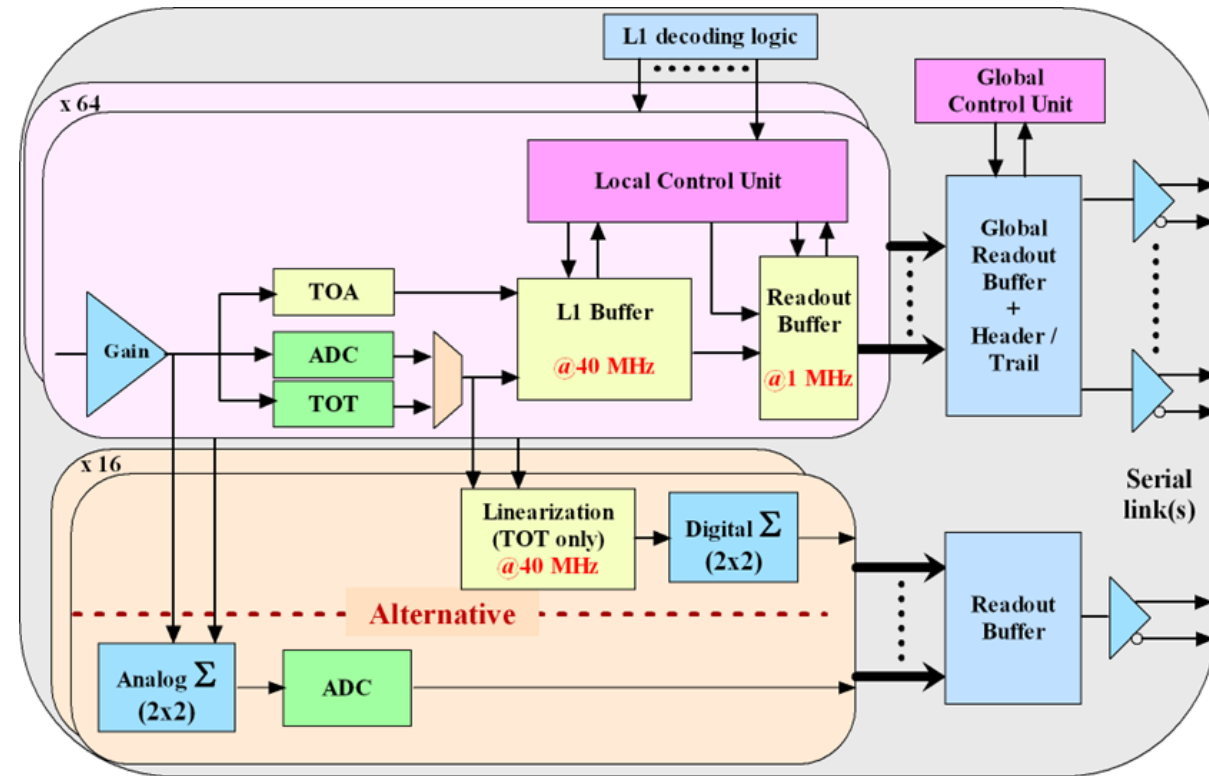 L1 decoding logic
Global
Control Unit
x 64
Local Control Unit
Gain
TOA
ADC
TOT
L1 Buffer
@40 MHz
Readout
Buffer
@1 MHz
Global
Readout
Buffer
+
Header /
Trail
x 16
Linearization
(TOT only)
@40 MHz
Digital Σ
(2x2)
Serial
link(s)
Alternative
Analog Σ
(2x2)
ADC
Readout
Buffer